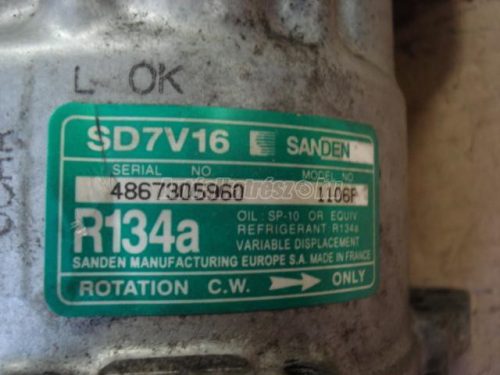 L OK
SD7V16 SANDEN
SERIAL NO. MODEL NO.
4867305960 1106F
R134a
OIL: SP-10 OR EQUIV
REFRIGERANT R134a
VARIABLE DISPLACEMENT
SANDEN MANUFACTURING EUROPE S.A. MADE IN FRANCE
ROTATION C.W. ONLY